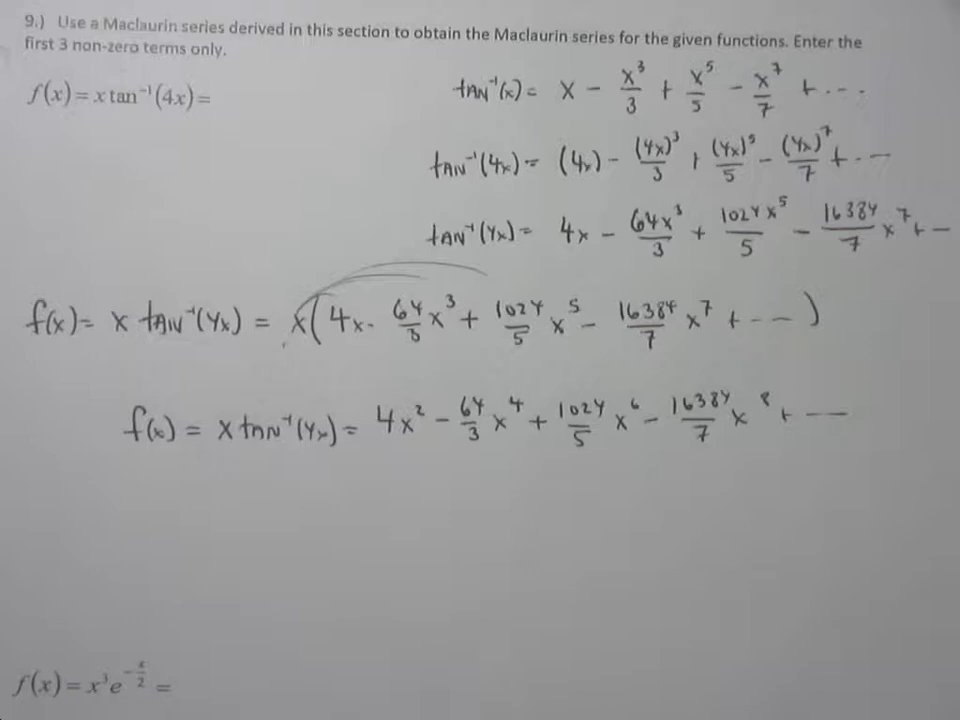 9.) Use a Maclaurin series derived in this section to obtain the Maclaurin series for the given functions. Enter the
first 3 non-zero terms only.
f(x) = x tan⁻¹(4x) =
TAN⁻¹(x) = x - x³/3 + x⁵/5 - x⁷/7 + ...
TAN⁻¹(4x) = (4x) - (4x)³/3 + (4x)⁵/5 - (4x)⁷/7 + ...
TAN⁻¹(4x) = 4x - 64x³/3 + 1024x⁵/5 - 16384/7 x⁷ + --
f(x) = x TAN⁻¹(4x) = x(4x - 64/3 x³ + 1024/5 x⁵ - 16384/7 x⁷ + ---)
f(x) = x TAN⁻¹(4x) = 4x² - 64/3 x⁴ + 1024/5 x⁶ - 16384/7 x⁸ + ---
f(x) = x³e^(-x/2) =